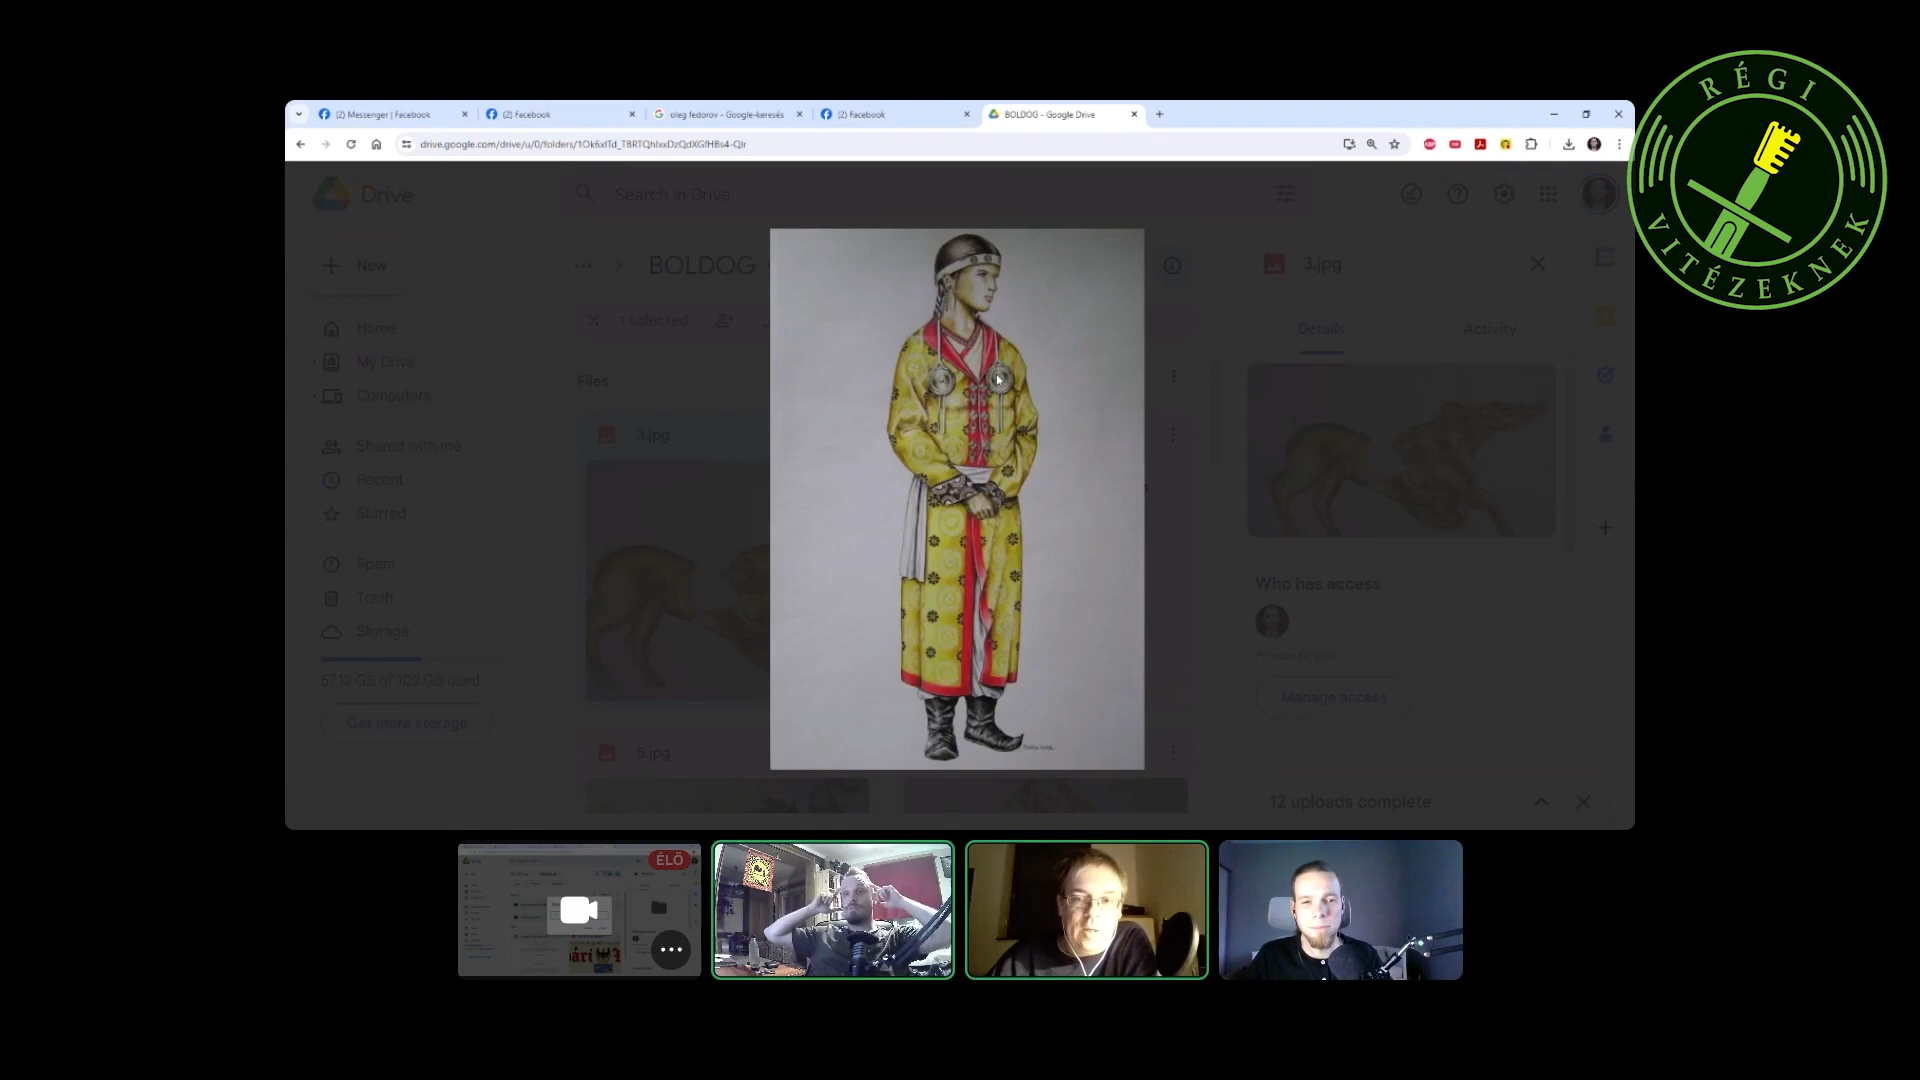 RÉGI
VITÉZEKNEK
(2) Messenger | Facebook
(2) Facebook
oleg fedorov - Google-keresés
(2) Facebook
BOLDOG - Google Drive
Drive
Search in Drive
New
BOLDOG
3.jpg
1 selected
Home
My Drive
Computers
Details
Activity
Files
3.jpg
Shared with me
Recent
Starred
Spam
Trash
Storage
Who has access
Private to you
57.12 GB of 102 GB used
Manage access
Get more storage
5.jpg
12 uploads complete
ÉLŐ